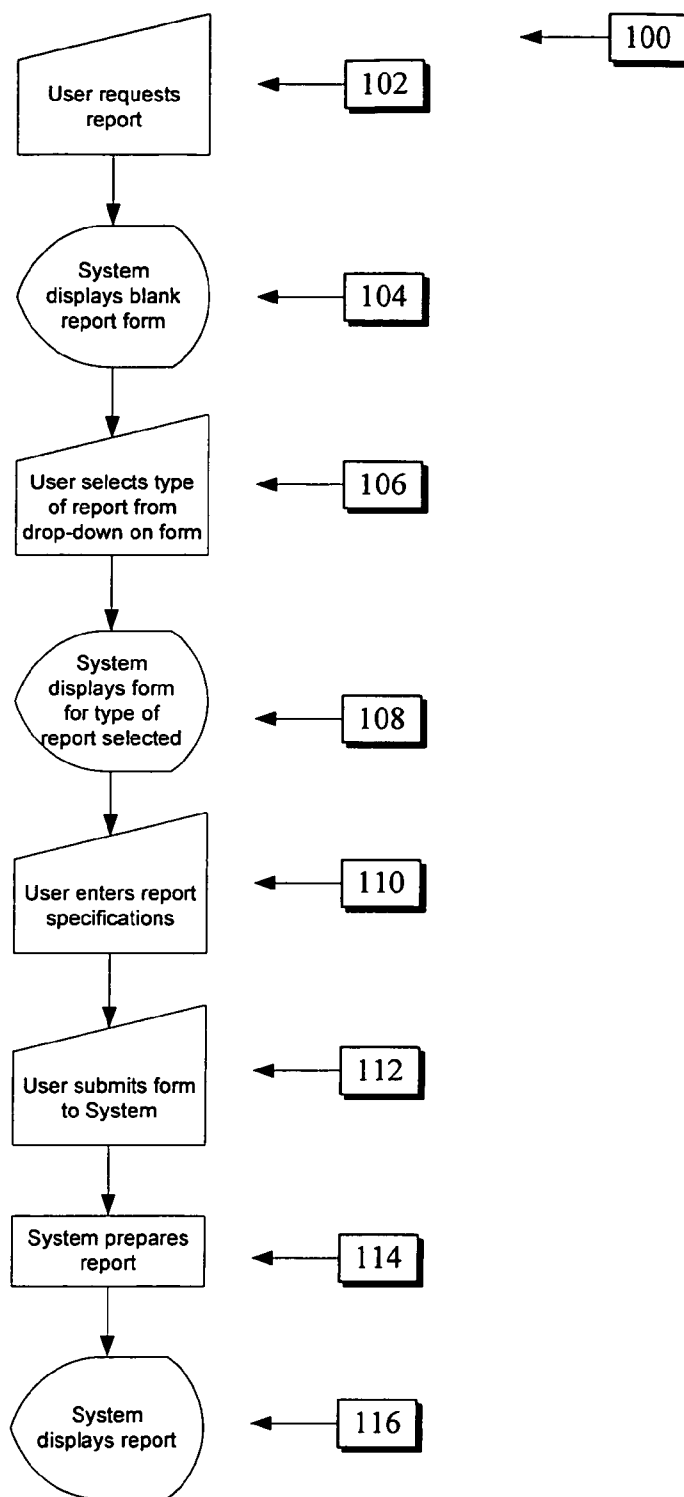 100
User requests
report
102
System
displays blank
report form
104
User selects type
of report from
drop-down on form
106
System
displays form
for type of
report selected
108
User enters report
specifications
110
User submits form
to System
112
System prepares
report
114
System
displays report
116